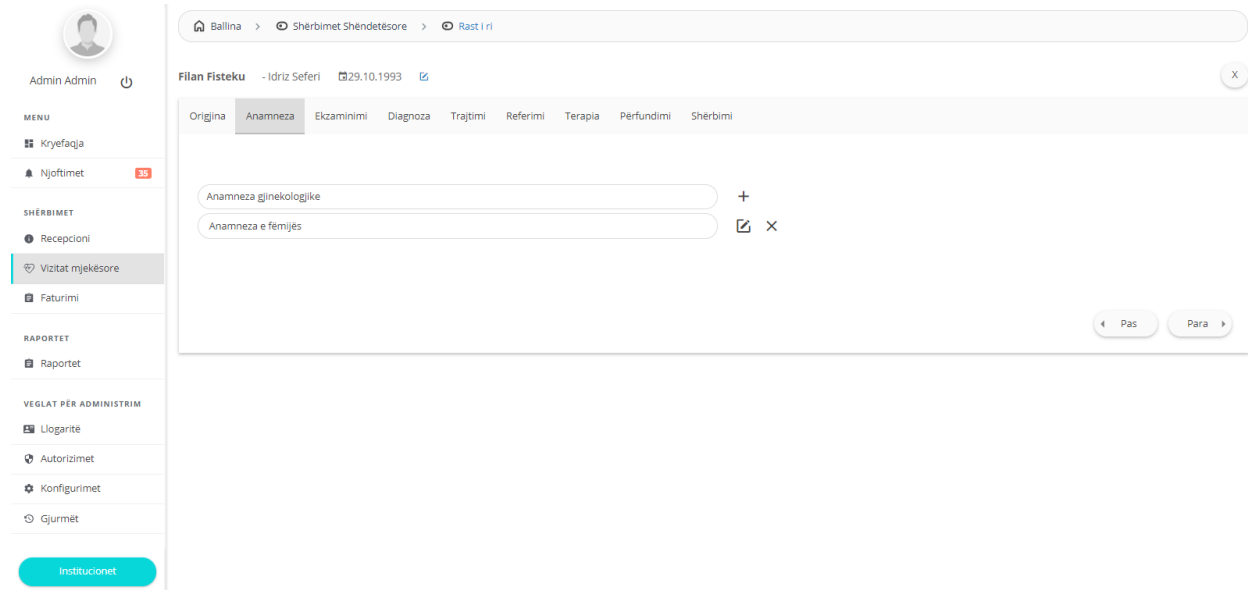 Admin Admin
MENU
Kryefaqja
Njoftimet 35
SHËRBIMET
Recepcioni
Vizitat mjekësore
Faturimi
RAPORTET
Raportet
VEGLAT PËR ADMINISTRIM
Llogaritë
Autorizimet
Konfigurimet
Gjurmët
Institucionet
Ballina > Shërbimet Shëndetësore > Rast i ri
Filan Fisteku - Idriz Seferi 29.10.1993
X
Origjina Anamneza Ekzaminimi Diagnoza Trajtimi Referimi Terapia Përfundimi Shërbimi
Anamneza gjinekologjike
Anamneza e fëmijës
Pas Para